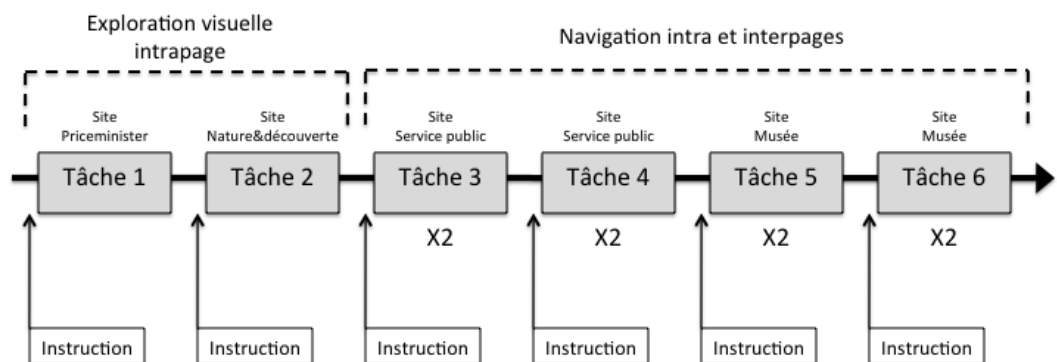 Exploration visuelle
intrapage
Navigation intra et interpages
Site
Priceminister
Site
Nature&découverte
Site
Service public
Site
Service public
Site
Musée
Site
Musée
Tâche 1
Tâche 2
Tâche 3
Tâche 4
Tâche 5
Tâche 6
X2
X2
X2
X2
Instruction
Instruction
Instruction
Instruction
Instruction
Instruction